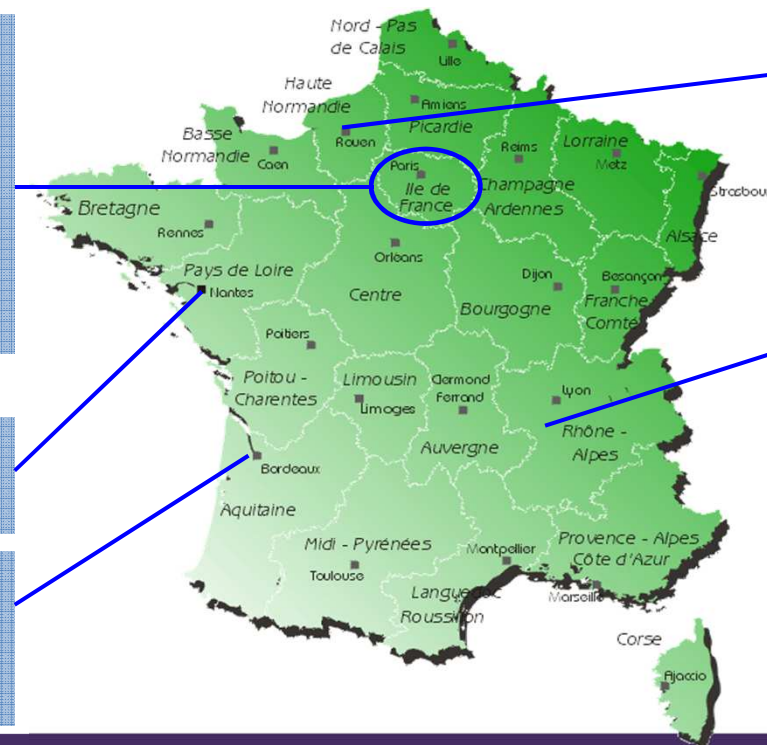 Nord - Pas
de Calais
Lille
Haute
Normandie
Amiens
Picardie
Rouen
Basse
Normandie
Caen
Reims
Lorraine
Metz
Paris
Ile de
France
Champagne
Ardennes
Strasbou
Alsace
Bretagne
Rennes
Orléans
Pays de Loire
Nantes
Centre
Dijon
Bourgogne
Besançon
Franche
Comté
Poitiers
Poitou -
Charentes
Limousin
Limoges
Clermond
Ferrand
Auvergne
Lyon
Rhône -
Alpes
Bordeaux
Aquitaine
Midi - Pyrénées
Toulouse
Montpellier
Languedoc
Roussillon
Provence - Alpes
Côte d'Azur
Marseille
Corse
Ajaccio